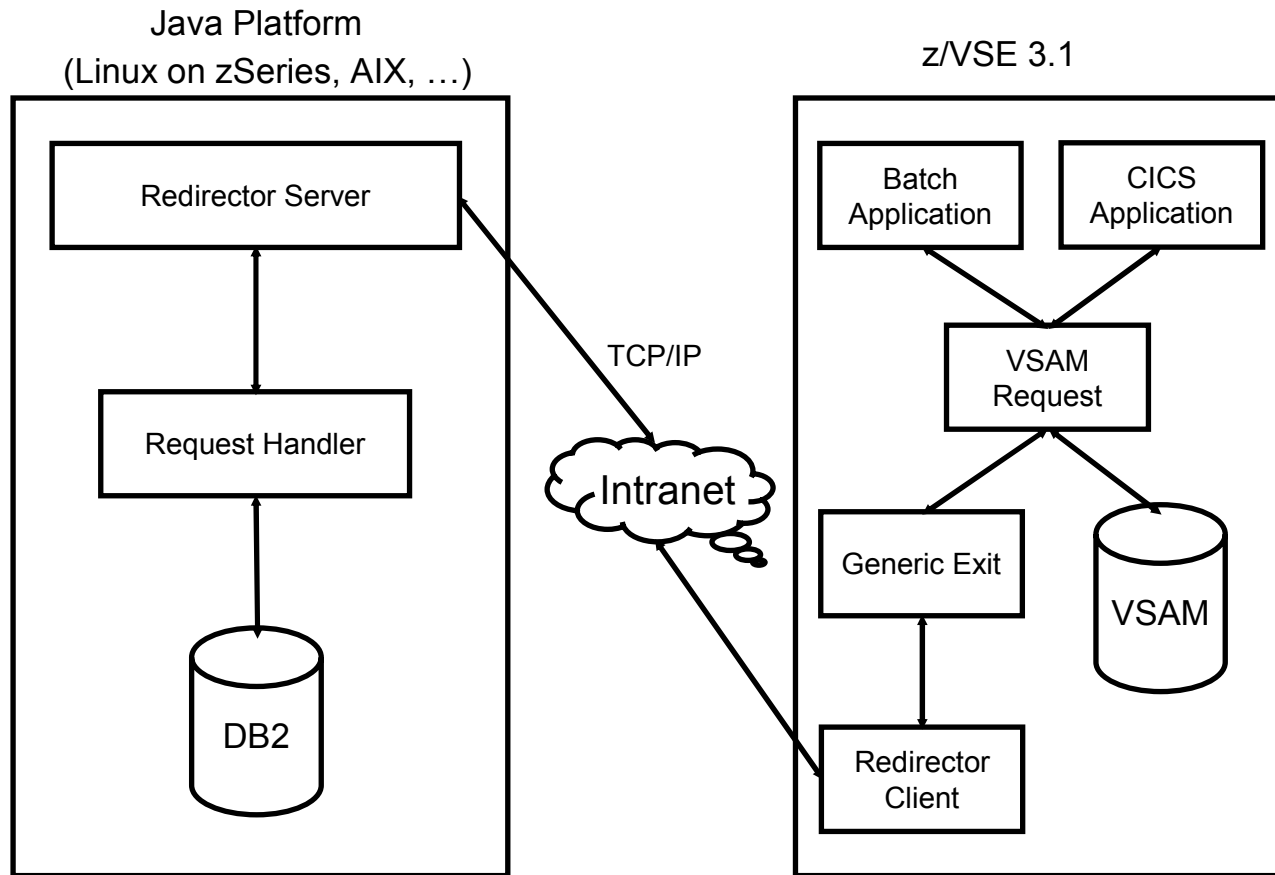 Java Platform
(Linux on zSeries, AIX, …)
z/VSE 3.1
Redirector Server
Batch
Application
CICS
Application
TCP/IP
VSAM
Request
Request Handler
Intranet
Generic Exit
VSAM
DB2
Redirector
Client